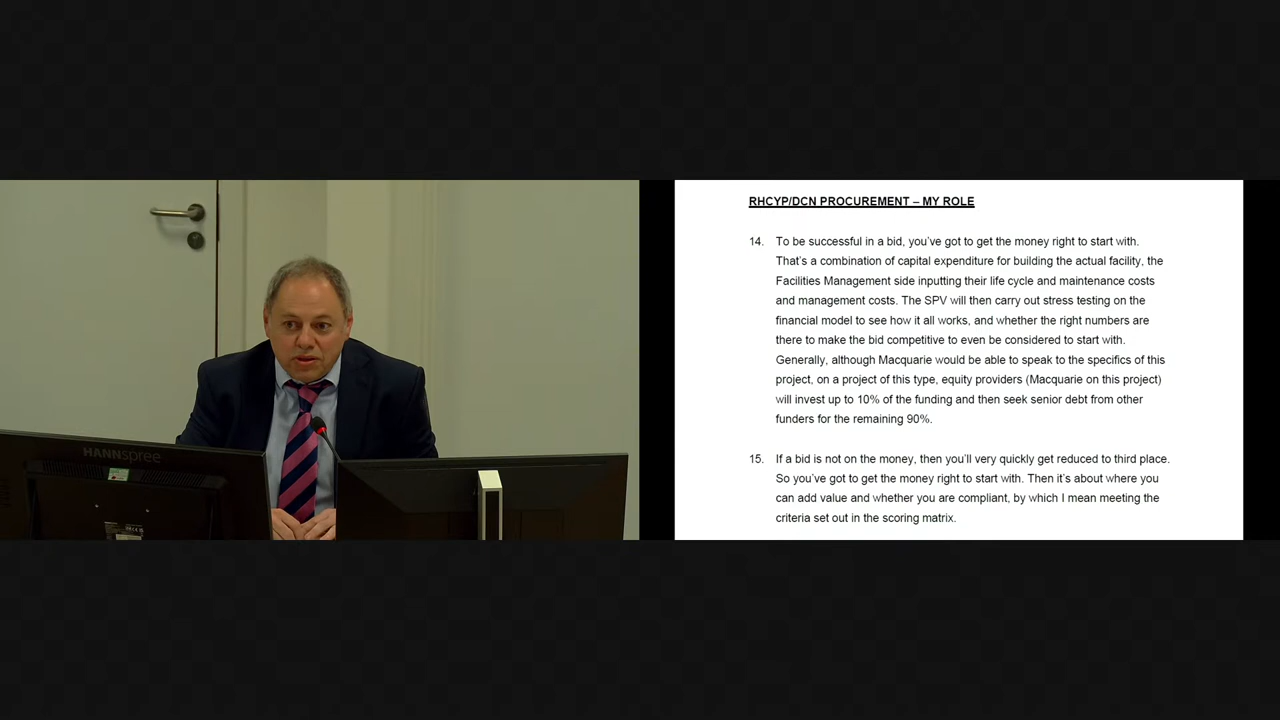 HANNspree
RHCYP/DCN PROCUREMENT – MY ROLE
14. To be successful in a bid, you've got to get the money right to start with.
That's a combination of capital expenditure for building the actual facility, the
Facilities Management side inputting their life cycle and maintenance costs
and management costs. The SPV will then carry out stress testing on the
financial model to see how it all works, and whether the right numbers are
there to make the bid competitive to even be considered to start with.
Generally, although Macquarie would be able to speak to the specifics of this
project, on a project of this type, equity providers (Macquarie on this project)
will invest up to 10% of the funding and then seek senior debt from other
funders for the remaining 90%.
15. If a bid is not on the money, then you'll very quickly get reduced to third place.
So you've got to get the money right to start with. Then it's about where you
can add value and whether you are compliant, by which I mean meeting the
criteria set out in the scoring matrix.